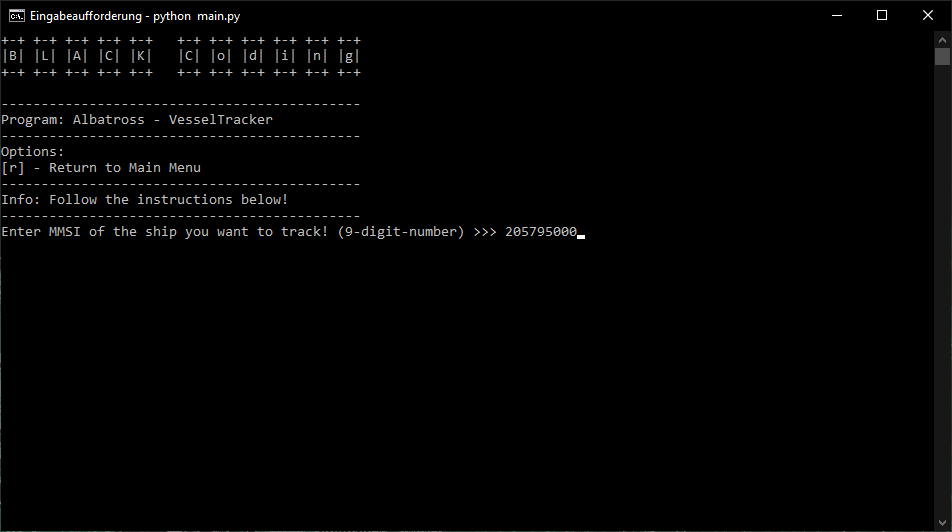 Eingabeaufforderung - python  main.py
+-+ +-+ +-+ +-+ +-+   +-+ +-+ +-+ +-+ +-+ +-+
|B| |L| |A| |C| |K|   |C| |o| |d| |i| |n| |g|
+-+ +-+ +-+ +-+ +-+   +-+ +-+ +-+ +-+ +-+ +-+
---------------------------------------------
Program: Albatross - VesselTracker
---------------------------------------------
Options:
[r] - Return to Main Menu
---------------------------------------------
Info: Follow the instructions below!
---------------------------------------------
Enter MMSI of the ship you want to track! (9-digit-number) >>> 205795000